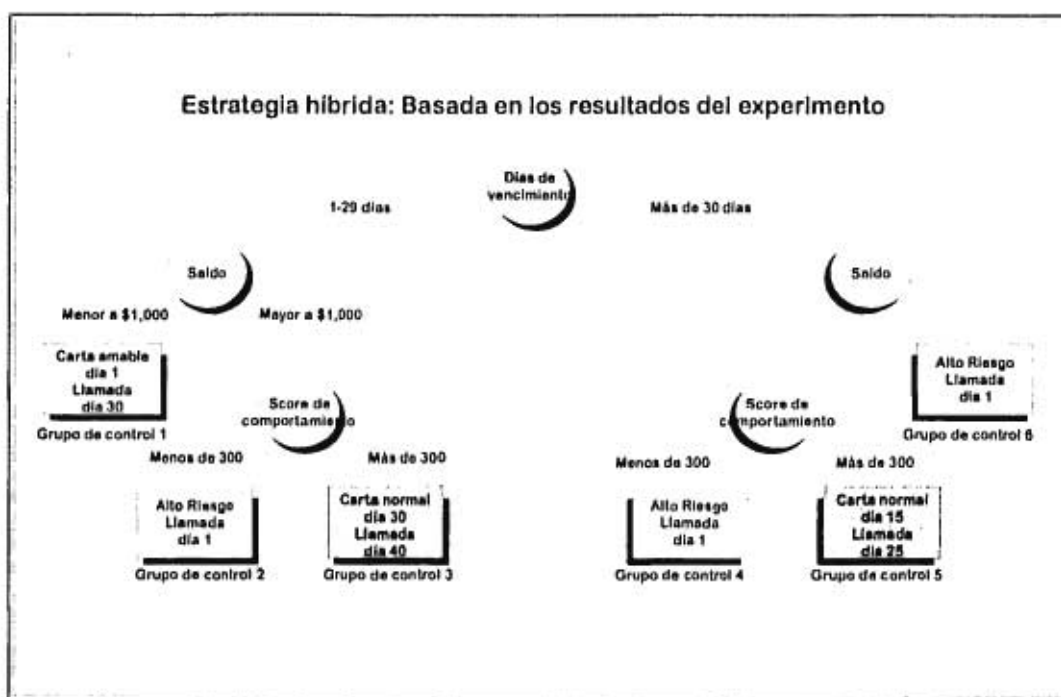 Estrategia híbrida: Basada en los resultados del experimento
Días de
vencimiento
1-29 días
Más de 30 días
Saldo
Saldo
Menor a $1,000
Mayor a $1,000
Carta amable
día 1
Llamada
día 30
Grupo de control 1
Alto Riesgo
Llamada
día 1
Grupo de control 6
Score de
comportamiento
Score de
comportamiento
Menos de 300
Más de 300
Menos de 300
Más de 300
Alto Riesgo
Llamada
día 1
Grupo de control 2
Carta normal
día 30
Llamada
día 40
Grupo de control 3
Alto Riesgo
Llamada
día 1
Grupo de control 4
Carta normal
día 15
Llamada
día 25
Grupo de control 5